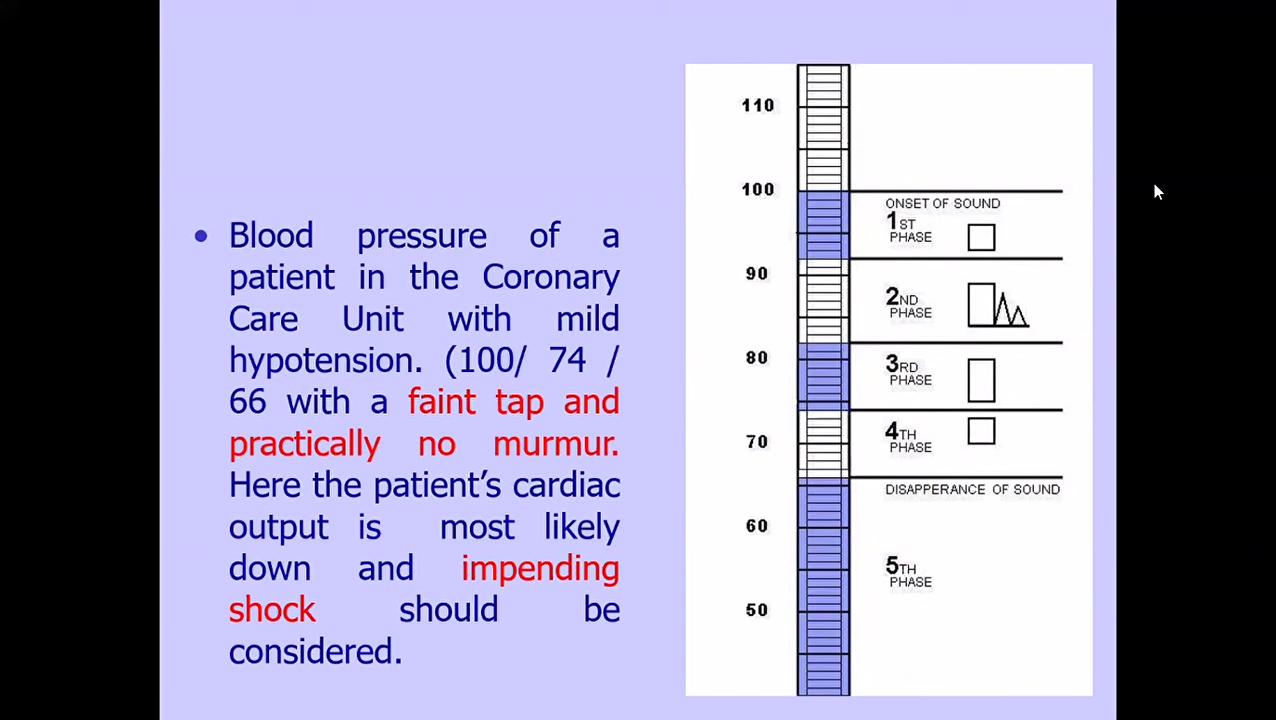 • Blood pressure of a
patient in the Coronary
Care Unit with mild
hypotension. (100/ 74 /
66 with a faint tap and
practically no murmur.
Here the patient’s cardiac
output is most likely
down and impending
shock should be
considered.
110
100
ONSET OF SOUND
1ST
PHASE
90
2ND
PHASE
80
3RD
PHASE
4TH
PHASE
70
DISAPPERANCE OF SOUND
60
5TH
PHASE
50